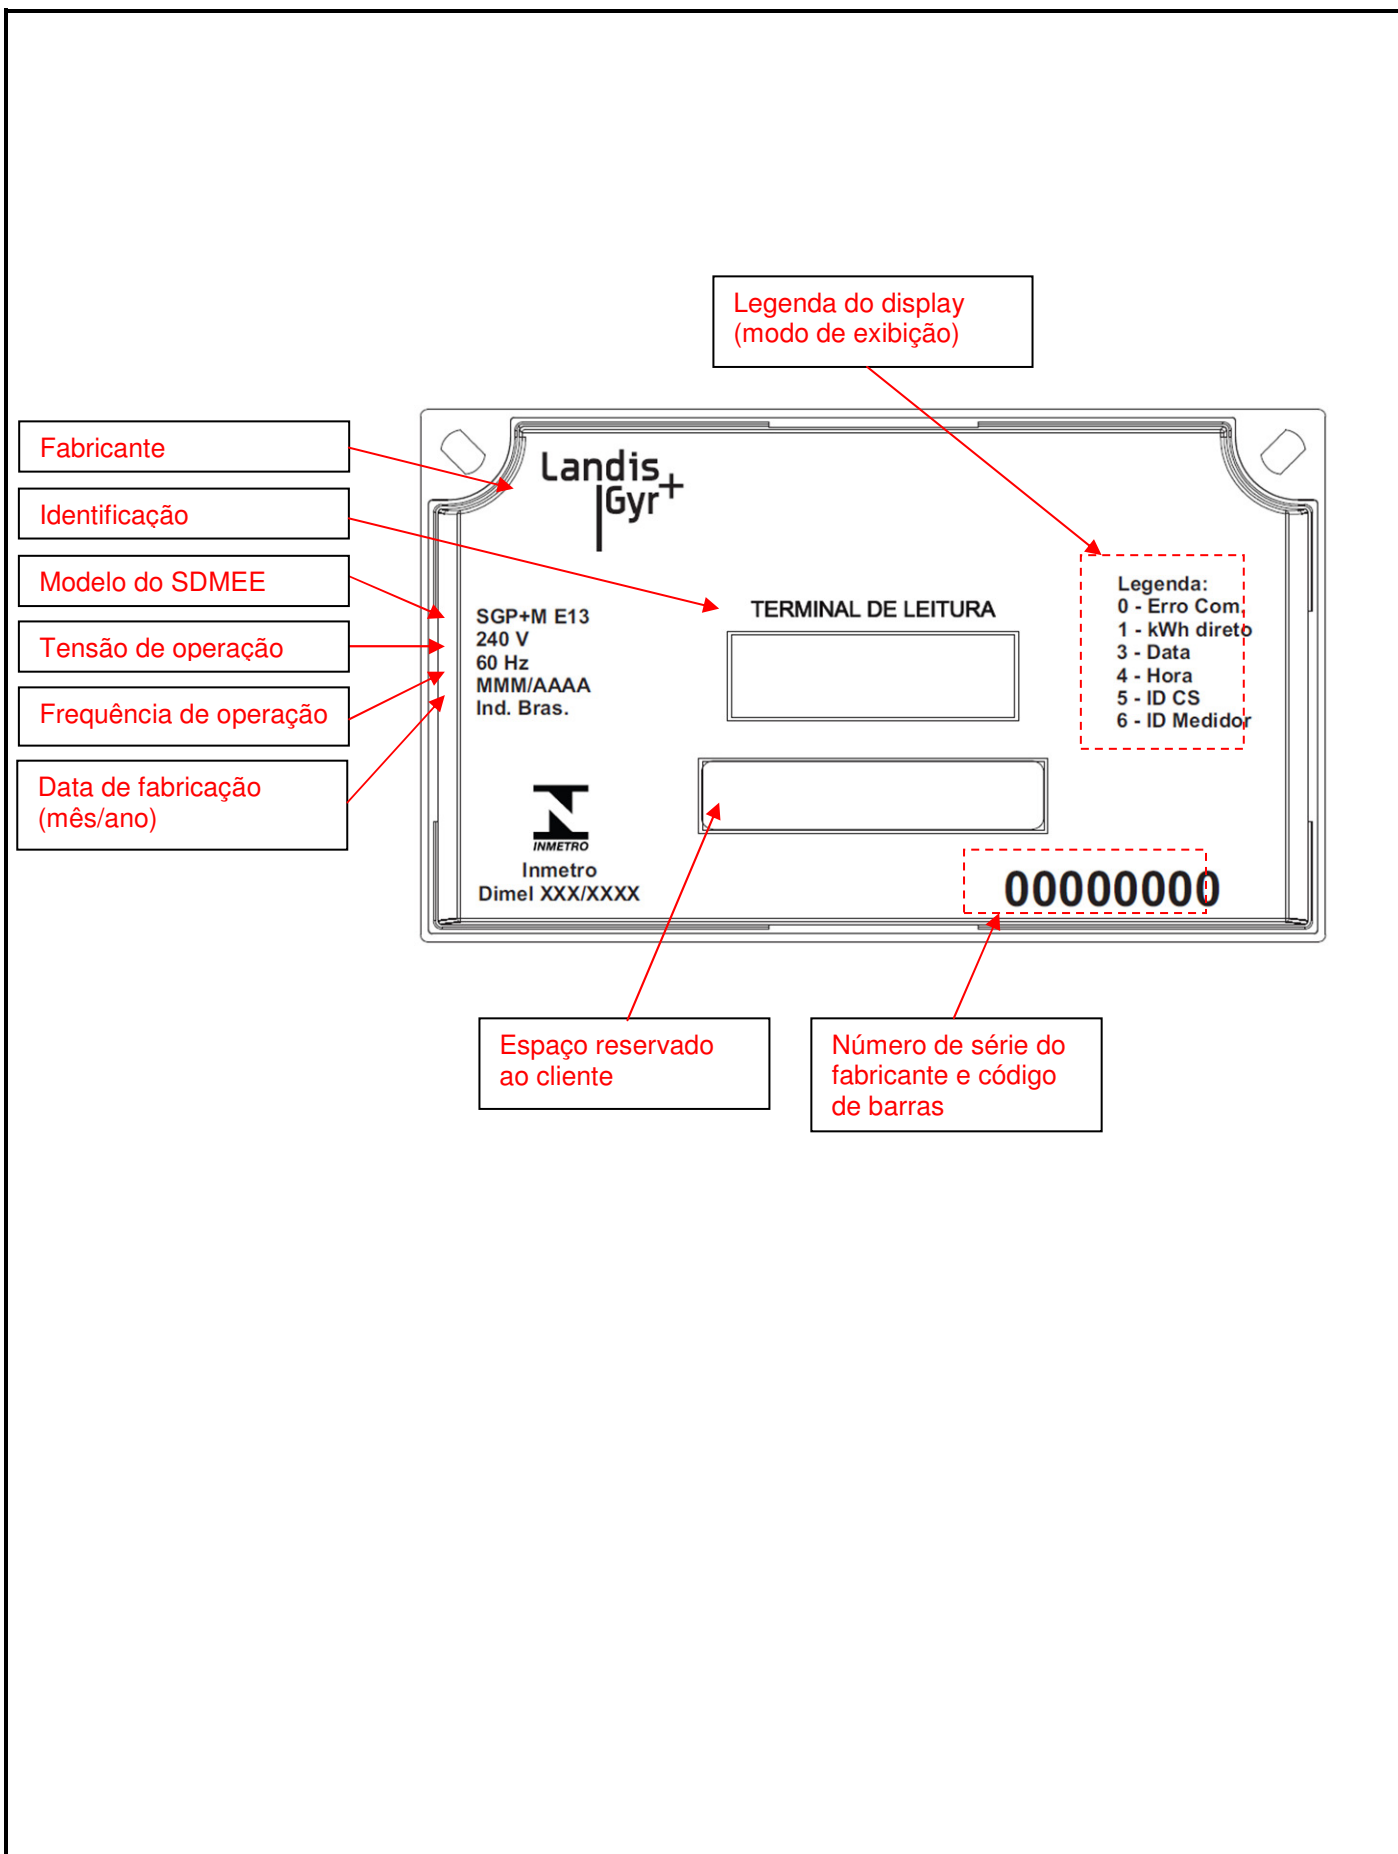 Legenda do display
(modo de exibição)
Fabricante
Identificação
Modelo do SDMEE
Tensão de operação
Frequência de operação
Data de fabricação
(mês/ano)
Landis
Gyr+
TERMINAL DE LEITURA
SGP+M E13
240 V
60 Hz
MMM/AAAA
Ind. Bras.
Legenda:
0 - Erro Com.
1 - kWh direto
3 - Data
4 - Hora
5 - ID CS
6 - ID Medidor
INMETRO
Inmetro
Dimel XXX/XXXX
00000000
Espaço reservado
ao cliente
Número de série do
fabricante e código
de barras